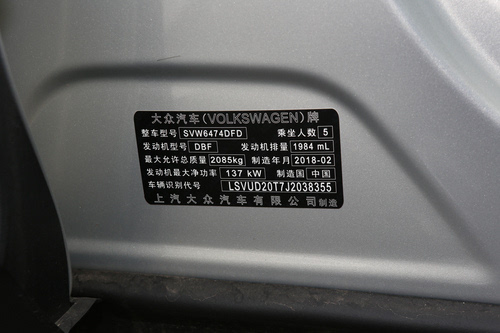 大众汽车(VOLKSWAGEN)牌
整车型号 SVW6474DFD 乘坐人数 5
发动机型号 DBF 发动机排量 1984 mL
最大允许总质量 2085kg 制造年月 2018-02
发动机最大净功率 137 kW 制造国 中国
车辆识别代号 LSVUD20T7J2038355
上汽大众汽车有限公司制造